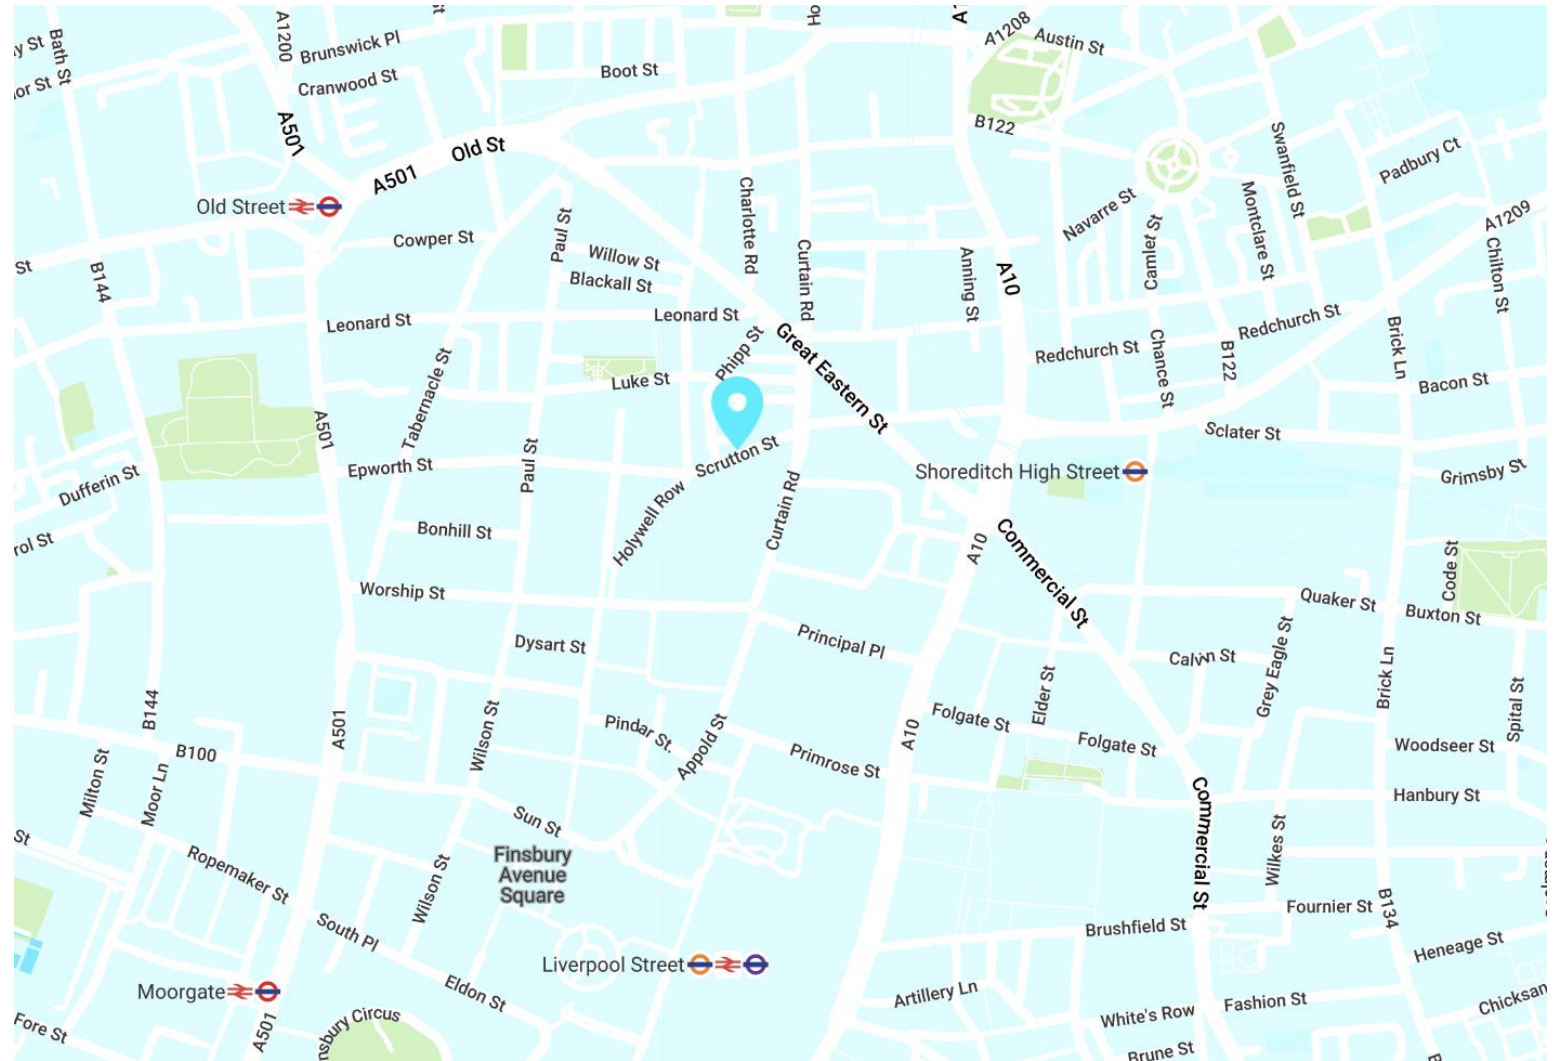 A1200
Brunswick Pl
Cranwood St
Bath St
Boot St
A1208
Austin St
A501
Old St
A501
B122
Swanfield St
Padbury Ct
Old Street
Cowper St
Paul St
Willow St
Blackall St
Charlotte Rd
Curtain Rd
Anning St
A10
Navarre St
Camlet St
Montclare St
A1209
Chilton St
St
B144
Leonard St
Leonard St
Phipp St
Great Eastern St
Redchurch St
Redchurch St
Chance St
B122
Brick Ln
Bacon St
Luke St
Tabernacle St
A501
Paul St
Epworth St
Scrutton St
Holywell Row
Curtain Rd
Shoreditch High Street
Sclater St
Grimsby St
Dufferin St
Bonhill St
A10
Commercial St
Code St
Worship St
Quaker St
Buxton St
Dysart St
Principal Pl
Calvin St
Grey Eagle St
Elder St
Brick Ln
Spital St
B144
A501
Wilson St
Pindar St.
Appold St
Primrose St
A10
Folgate St
Folgate St
Woodseer St
B100
Milton St
Moor Ln
Sun St
Commercial St
Hanbury St
Wilkes St
St
Ropemaker St
Wilson St
Finsbury
Avenue
Square
South Pl
Fournier St
B134
Brushfield St
Heneage St
Liverpool Street
Moorgate
Eldon St
Artillery Ln
White's Row
Fashion St
Fore St
A501
Brune St